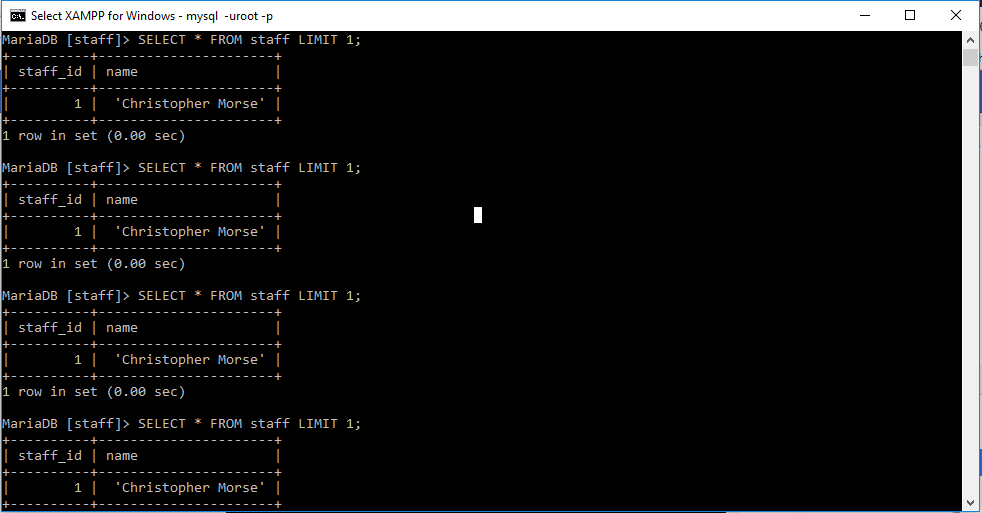 Select XAMPP for Windows - mysql  -uroot -p
MariaDB [staff]> SELECT * FROM staff LIMIT 1;
+----------+----------------------+
| staff_id | name                 |
+----------+----------------------+
|        1 |  'Christopher Morse' |
+----------+----------------------+
1 row in set (0.00 sec)
MariaDB [staff]> SELECT * FROM staff LIMIT 1;
+----------+----------------------+
| staff_id | name                 |
+----------+----------------------+
|        1 |  'Christopher Morse' |
+----------+----------------------+
1 row in set (0.00 sec)
MariaDB [staff]> SELECT * FROM staff LIMIT 1;
+----------+----------------------+
| staff_id | name                 |
+----------+----------------------+
|        1 |  'Christopher Morse' |
+----------+----------------------+
1 row in set (0.00 sec)
MariaDB [staff]> SELECT * FROM staff LIMIT 1;
+----------+----------------------+
| staff_id | name                 |
+----------+----------------------+
|        1 |  'Christopher Morse' |
+----------+----------------------+